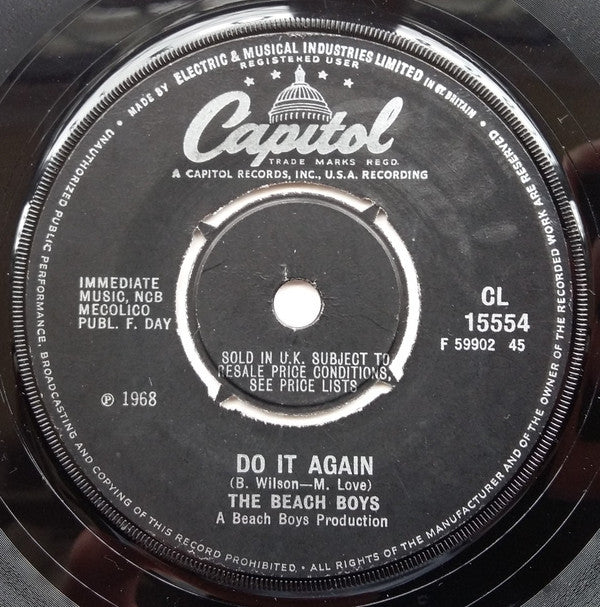 MADE BY ELECTRIC & MUSICAL INDUSTRIES LIMITED IN GT. BRITAIN •
REGISTERED USER
Capitol
TRADE MARKS REGD.
& CAPITOL RECORDS, INC., U.S.A. RECORDING
IMMEDIATE
MUSIC, NCB
MECOLICO
PUBL. F. DAY
℗ 1968
CL
15554
F 59902 45
SOLD IN U.K. SUBJECT TO
RESALE PRICE CONDITIONS,
SEE PRICE LISTS
DO IT AGAIN
(B. Wilson—M. Love)
THE BEACH BOYS
A Beach Boys Production
ALL RIGHTS OF THE MANUFACTURER AND OF THE OWNER OF THE RECORDED WORK ARE RESERVED •
UNAUTHORIZED PUBLIC PERFORMANCE, BROADCASTING AND COPYING OF THIS RECORD PROHIBITED. •